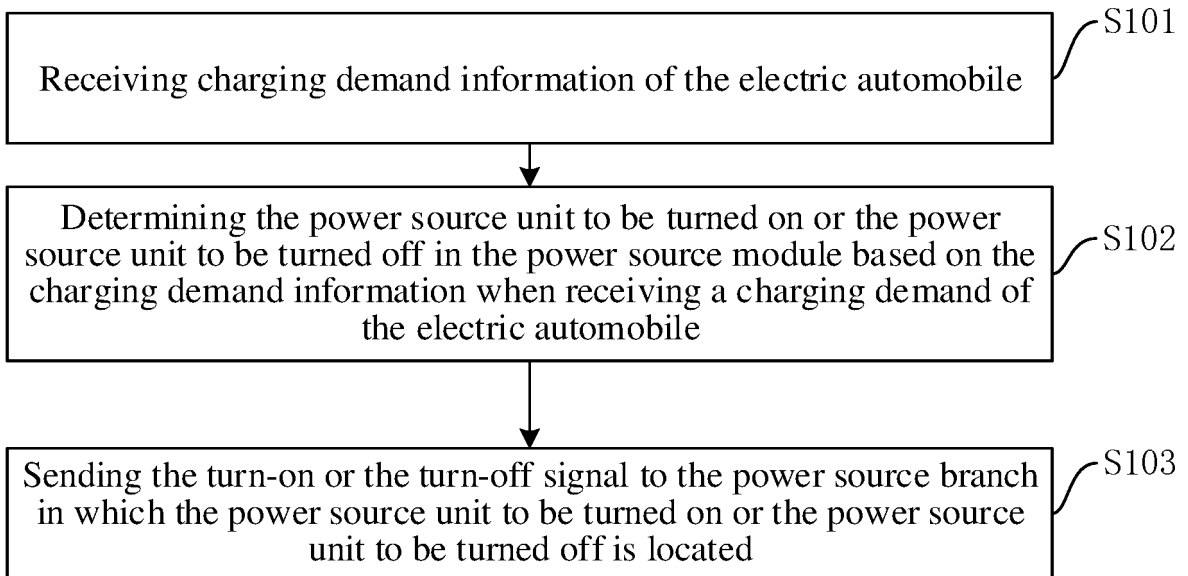 S101
Receiving charging demand information of the electric automobile
Determining the power source unit to be turned on or the power
source unit to be turned off in the power source module based on the
charging demand information when receiving a charging demand of
the electric automobile
S102
Sending the turn-on or the turn-off signal to the power source branch
in which the power source unit to be turned on or the power source
unit to be turned off is located
S103